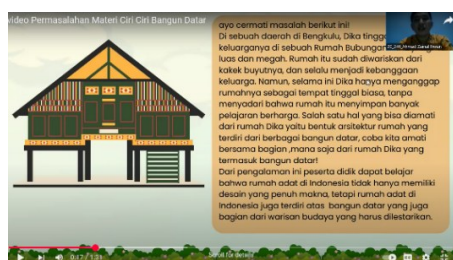 video Permasalahan Materi Ciri Ciri Bangun Datar
ayo cermati masalah berikut ini!
Di sebuah daerah di Bengkulu, Dika tingg
keluarganya di sebuah Rumah Bubungan
luas dan megah. Rumah itu sudah diwariskan dari
kakek buyutnya, dan selalu menjadi kebanggaan
keluarga. Namun, selama ini Dika hanya menganggap
rumahnya sebagai tempat tinggal biasa, tanpa
menyadari bahwa rumah itu menyimpan banyak
pelajaran berharga. Salah satu hal yang bisa diamati
dari rumah Dika yaitu bentuk arsitektur rumah yang
terdiri dari berbagai bangun datar, coba kita amati
bersama bagian ,mana saja dari rumah Dika yang
termasuk bangun datar!
Dari pengalaman ini peserta didik dapat belajar
bahwa rumah adat di Indonesia tidak hanya memiliki
desain yang penuh makna, tetapi rumah adat di
Indonesia juga terdiri atas bangun datar yang juga
bagian dari warisan budaya yang harus dilestarikan.
0:17 / 1:31
Scroll for details